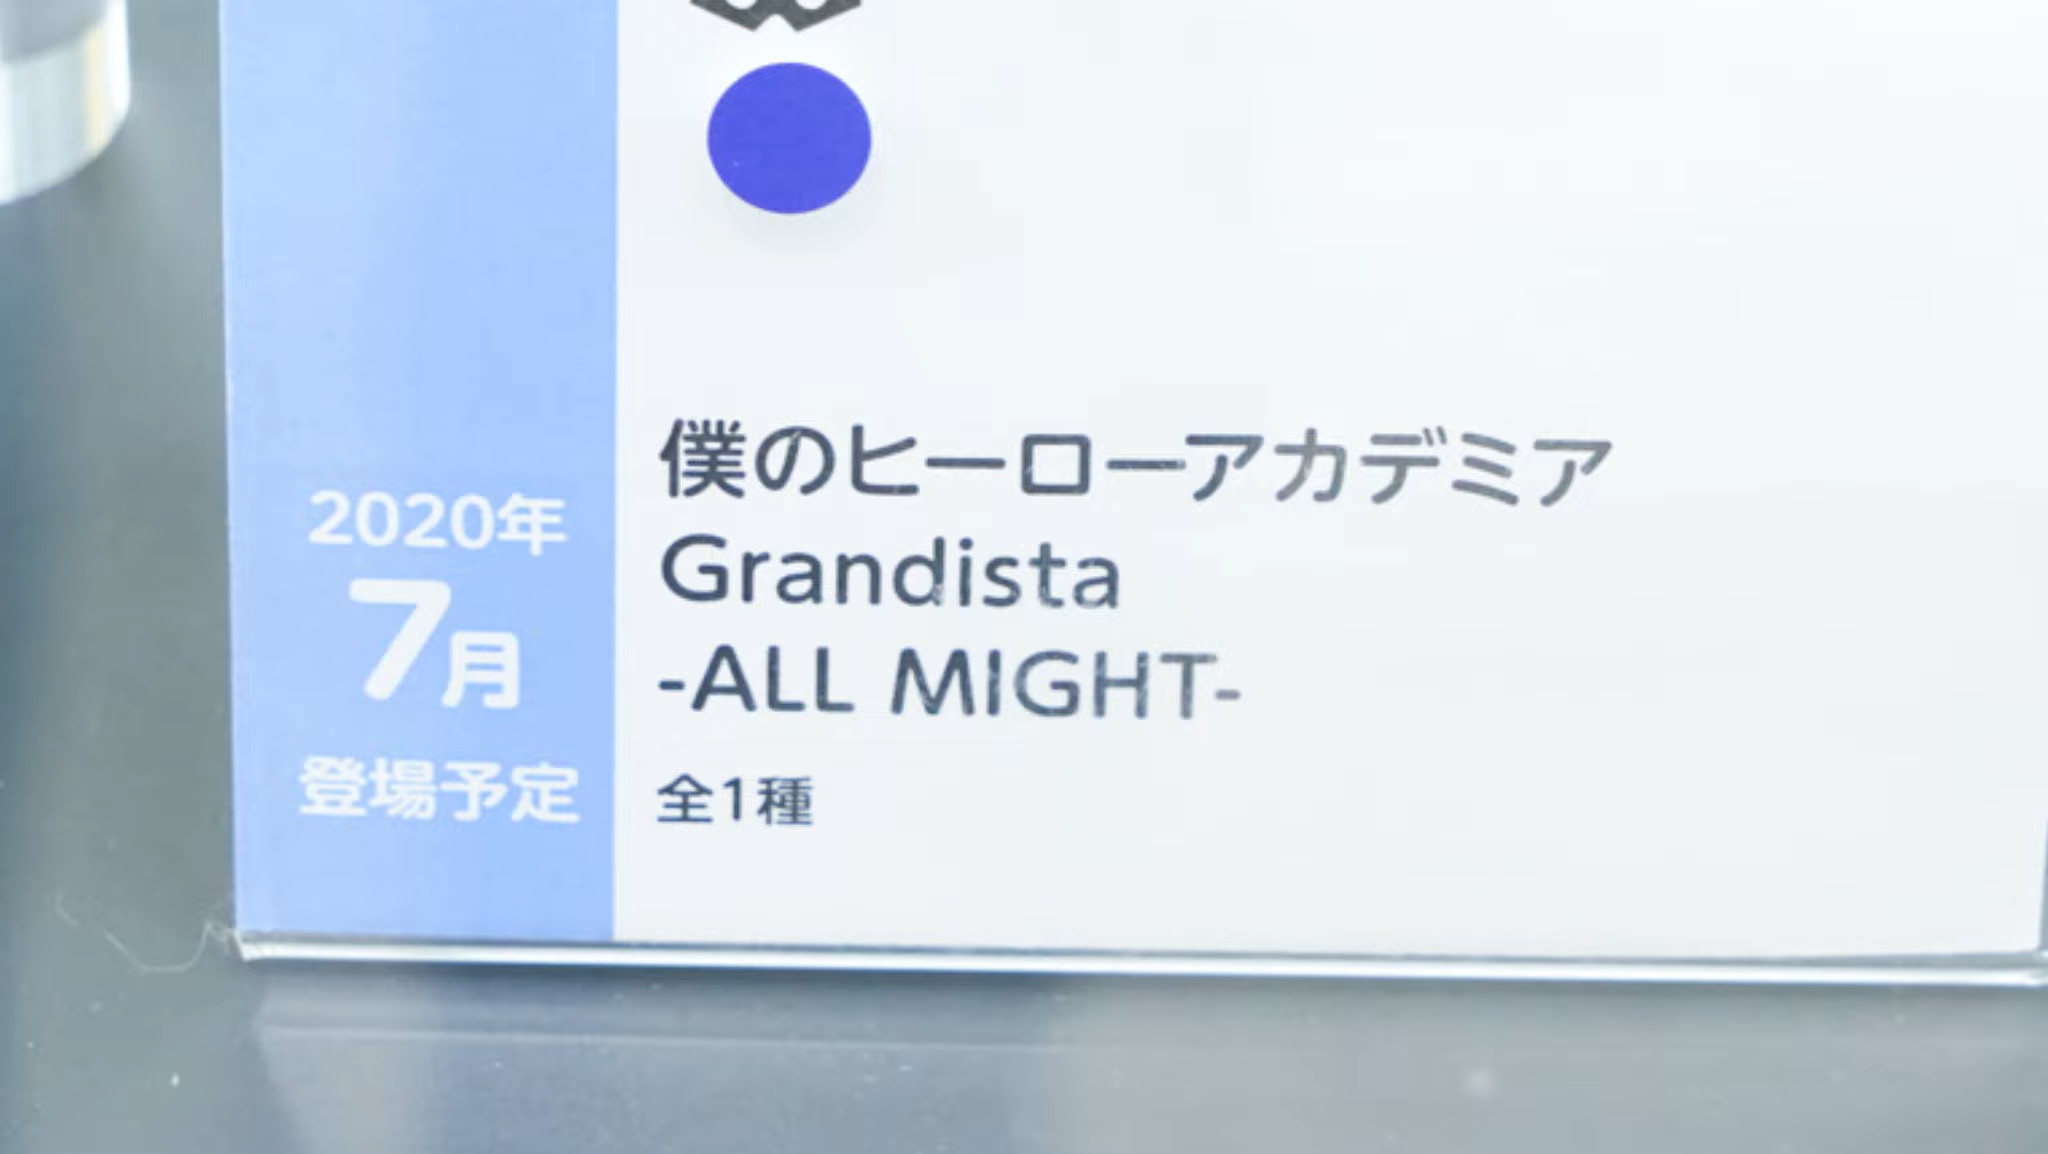 2020年
7月
登場予定
僕のヒーローアカデミア
Grandista
-ALL MIGHT-
全1種